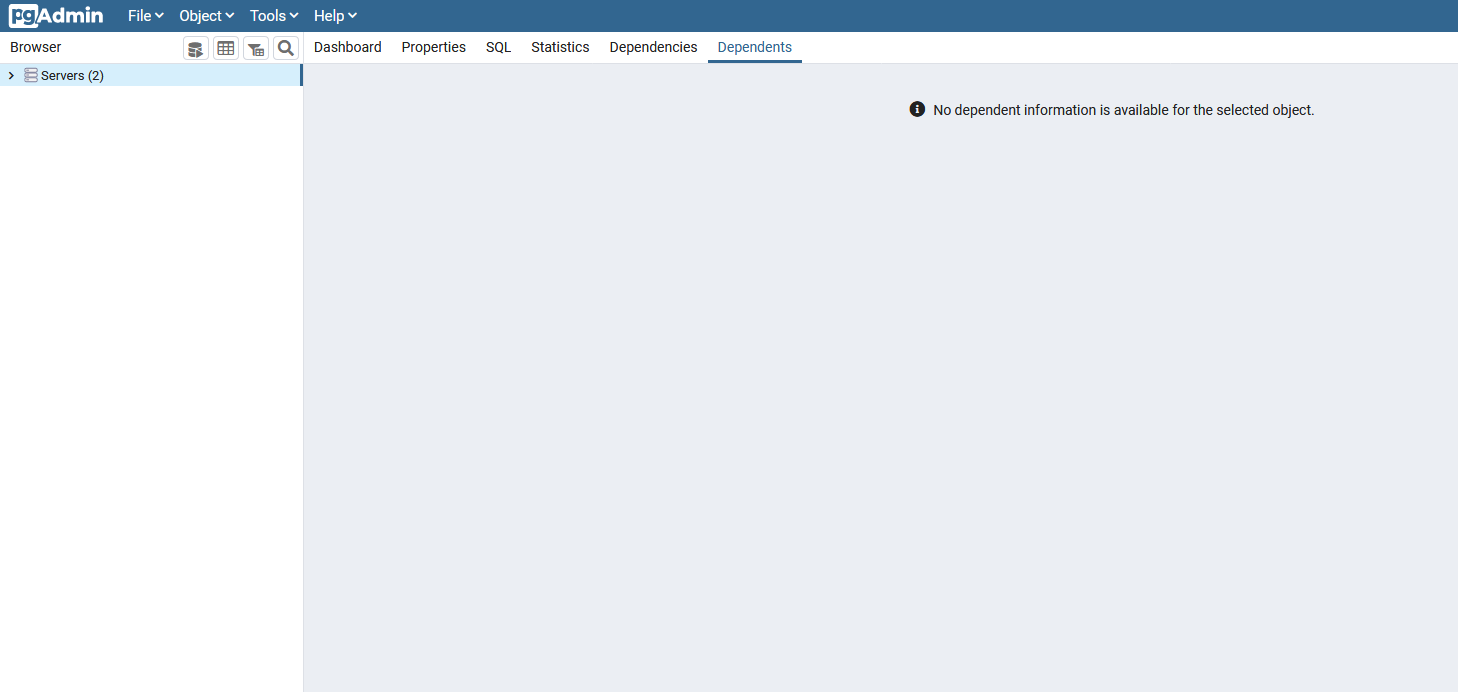 pgAdmin File Object Tools Help
Browser Dashboard Properties SQL Statistics Dependencies Dependents
Servers (2)
No dependent information is available for the selected object.